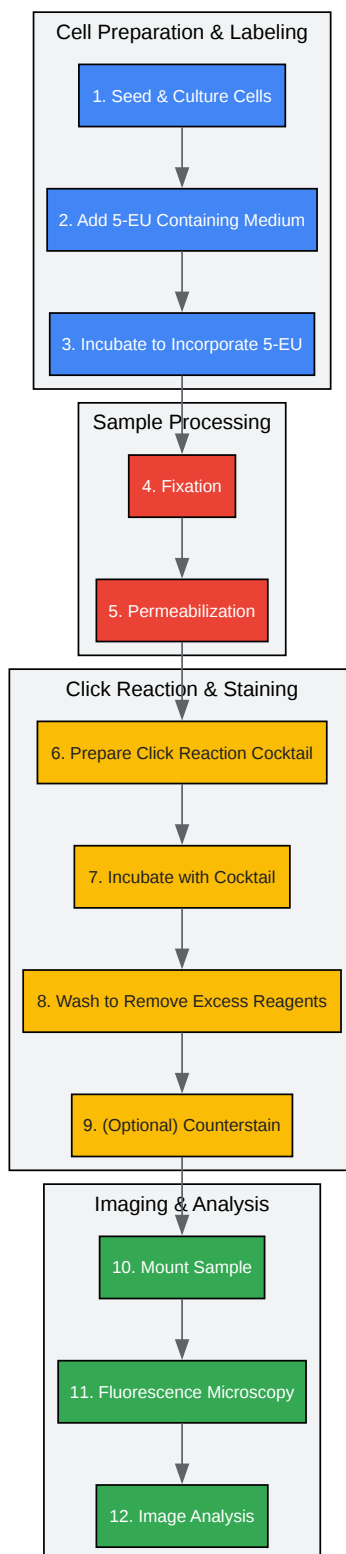 Cell Preparation & Labeling
1. Seed & Culture Cells
2. Add 5-EU Containing Medium
3. Incubate to Incorporate 5-EU
Sample Processing
4. Fixation
5. Permeabilization
Click Reaction & Staining
6. Prepare Click Reaction Cocktail
7. Incubate with Cocktail
8. Wash to Remove Excess Reagents
9. (Optional) Counterstain
Imaging & Analysis
10. Mount Sample
11. Fluorescence Microscopy
12. Image Analysis